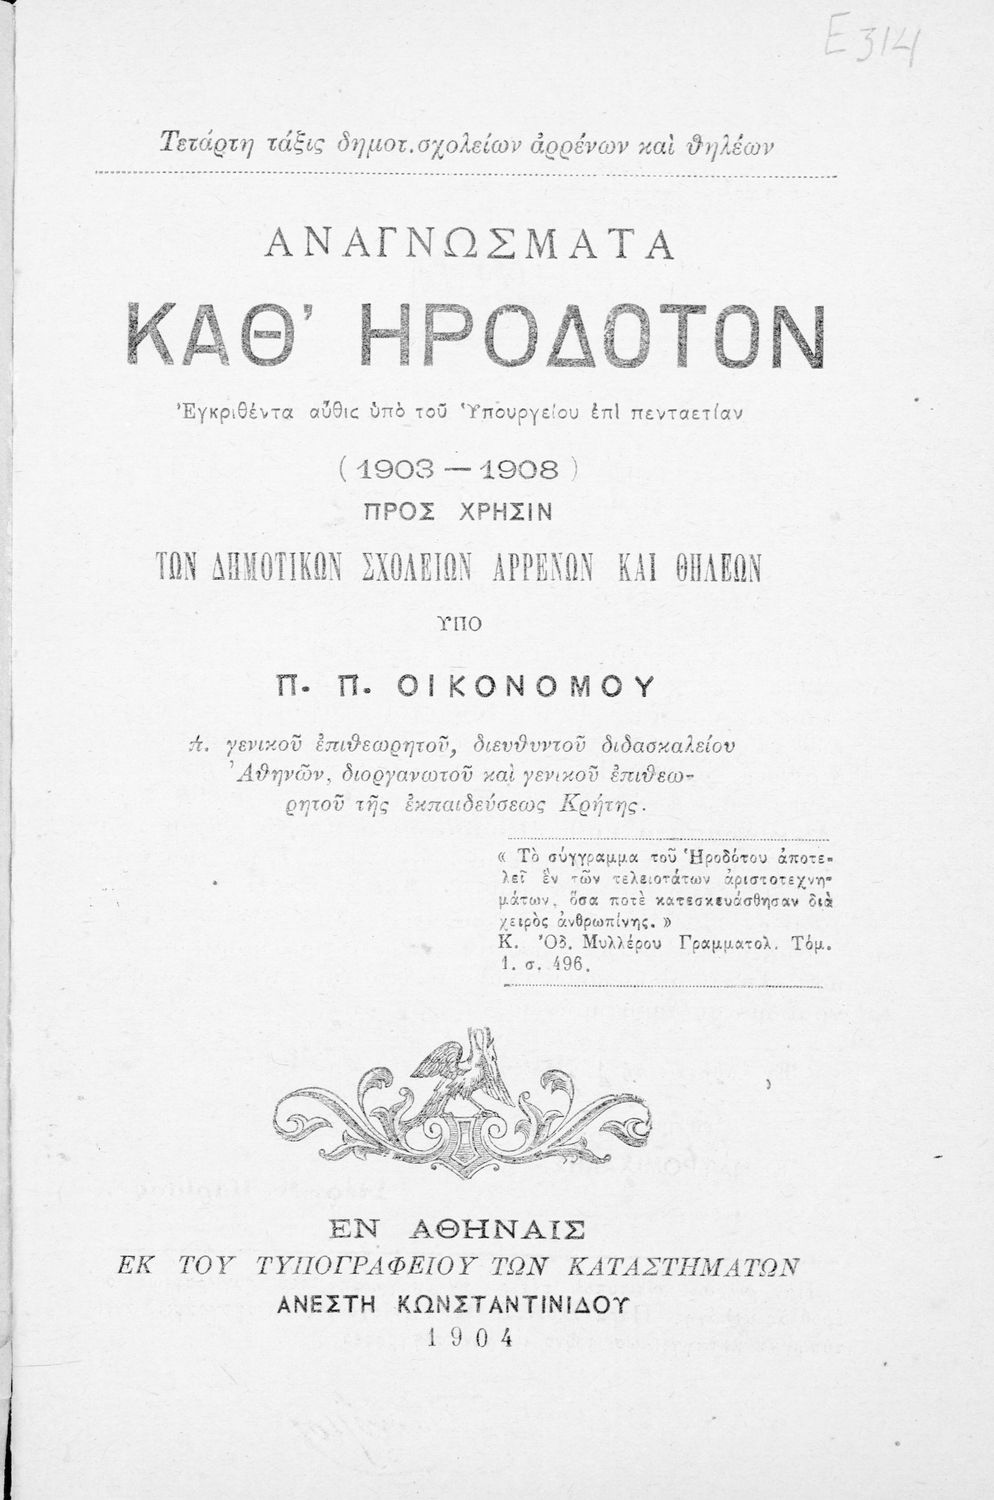 Ε 314
Τετάρτη τάξις δημοτ. σχολείων ἀρρένων καὶ θηλέων
ΑΝΑΓΝΩΣΜΑΤΑ
ΚΑΘ’ ΗΡΟΔΟΤΟΝ
Ἐγκριθέντα αὖθις ὑπὸ τοῦ Ὑπουργείου ἐπὶ πενταετίαν
(1903 — 1908)
ΠΡΟΣ ΧΡΗΣΙΝ
ΤΩΝ ΔΗΜΟΤΙΚΩΝ ΣΧΟΛΕΙΩΝ ΑΡΡΕΝΩΝ ΚΑΙ ΘΗΛΕΩΝ
ΥΠΟ
Π. Π. ΟΙΚΟΝΟΜΟΥ
π. γενικοῦ ἐπιθεωρητοῦ, διευθυντοῦ διδασκαλείου
Ἀθηνῶν, διοργανωτοῦ καὶ γενικοῦ ἐπιθεω-
ρητοῦ τῆς ἐκπαιδεύσεως Κρήτης.
« Τὸ σύγγραμμα τοῦ Ἡροδότου ἀποτε-
λεῖ ἓν τῶν τελειοτάτων ἀριστοτεχνη-
μάτων, ὅσα ποτὲ κατεσκευάσθησαν διὰ
χειρὸς ἀνθρωπίνης. »
Κ. Ὀδ. Μυλλέρου Γραμματολ. Τόμ.
1. σ. 496.
ΕΝ ΑΘΗΝΑΙΣ
ΕΚ ΤΟΥ ΤΥΠΟΓΡΑΦΕΙΟΥ ΤΩΝ ΚΑΤΑΣΤΗΜΑΤΩΝ
ΑΝΕΣΤΗ ΚΩΝΣΤΑΝΤΙΝΙΔΟΥ
1904